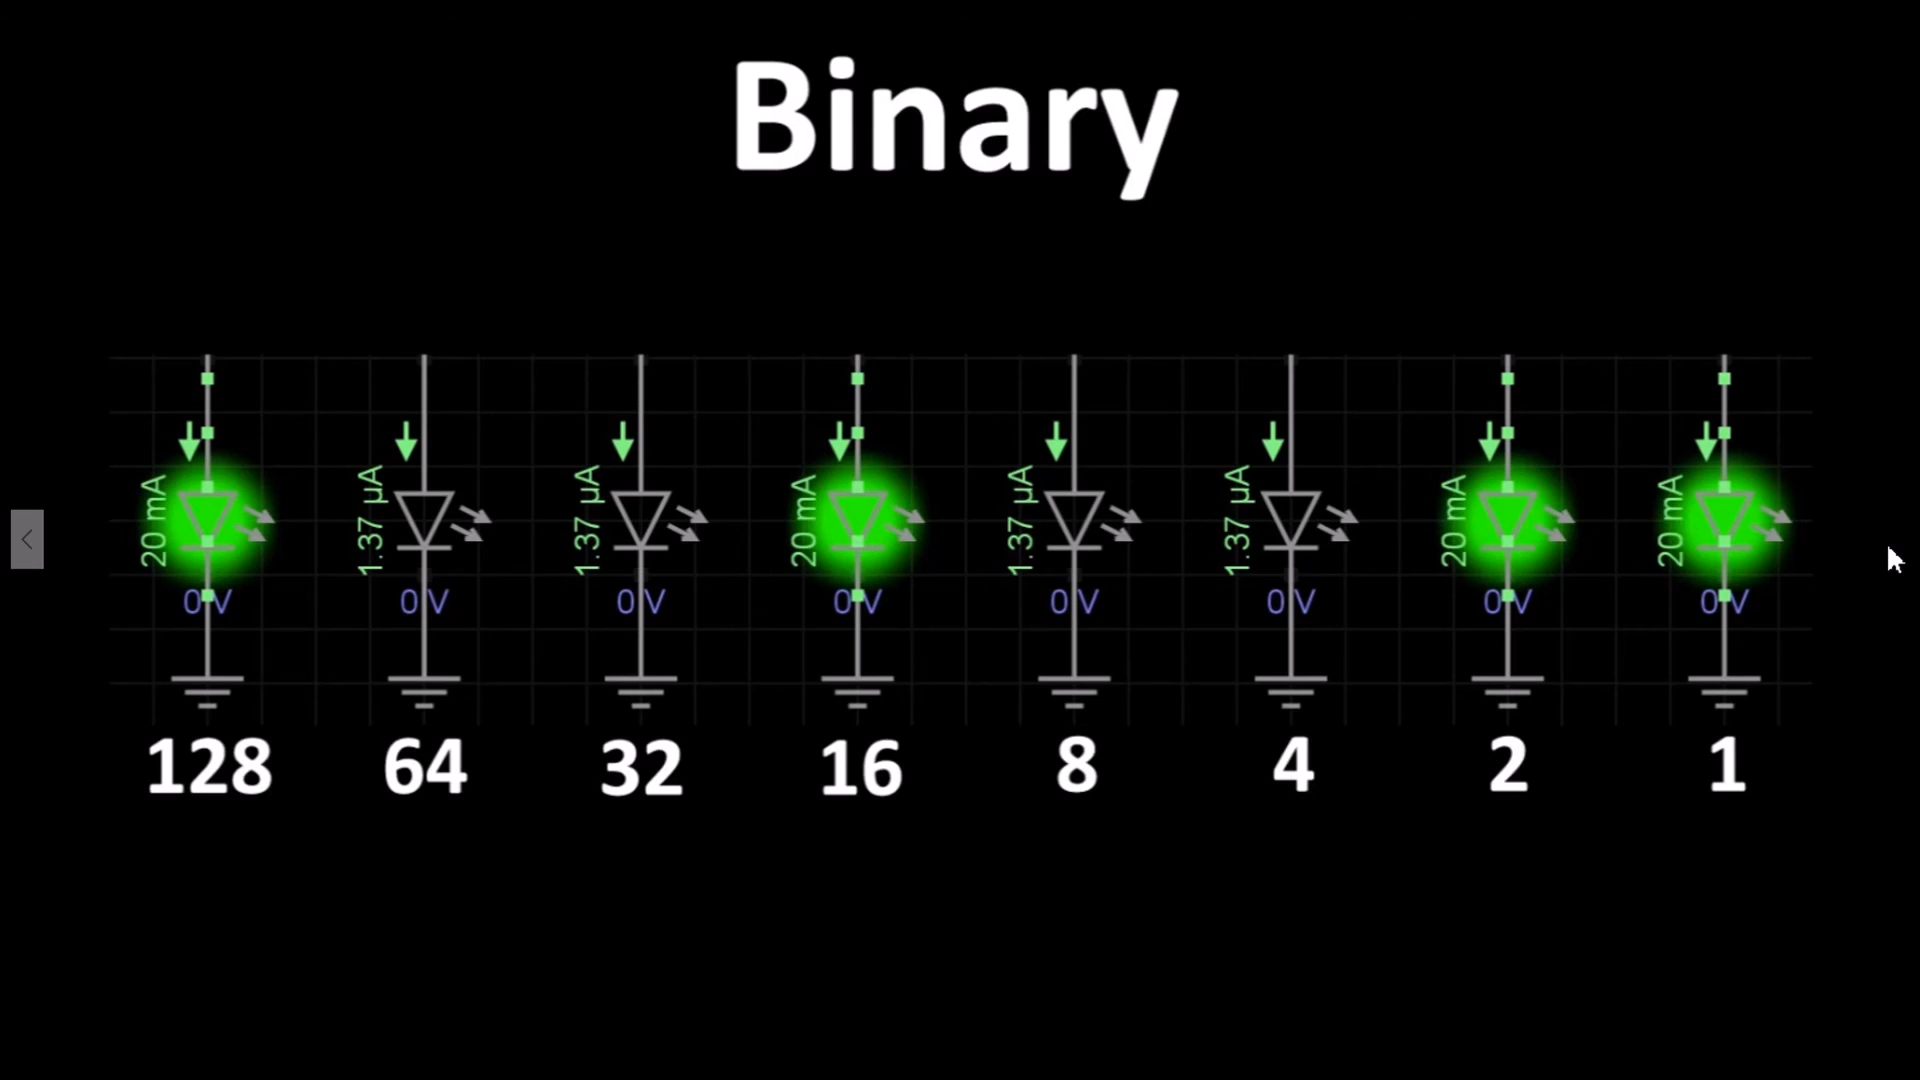 Binary
20 mA 1.37 µA 1.37 µA 20 mA 1.37 µA 1.37 µA 20 mA 20 mA
0 V 0 V 0 V 0 V 0 V 0 V 0 V 0 V
128 64 32 16 8 4 2 1